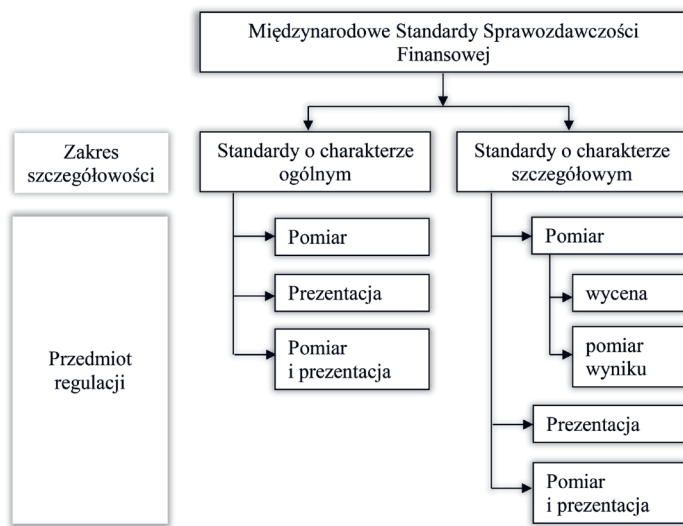 Międzynarodowe Standardy Sprawozdawczości
Finansowej
Zakres
szczegółowości
Standardy o charakterze
ogólnym
Standardy o charakterze
szczegółowym
Przedmiot
regulacji
Pomiar
Prezentacja
Pomiar
i prezentacja
Pomiar
wycena
pomiar
wyniku
Prezentacja
Pomiar
i prezentacja